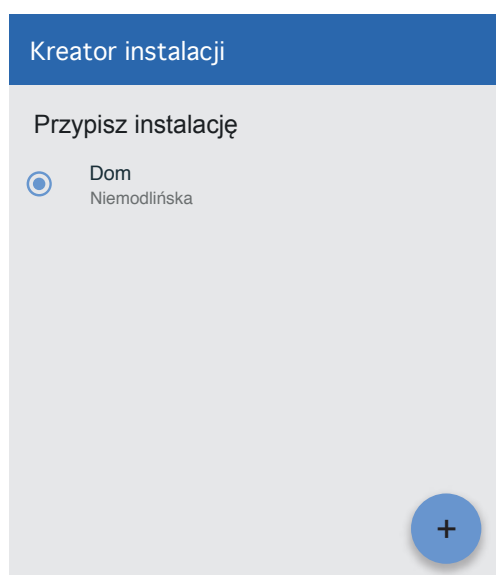 Kreator instalacji
Przypisz instalację
Dom
Niemodlińska
+